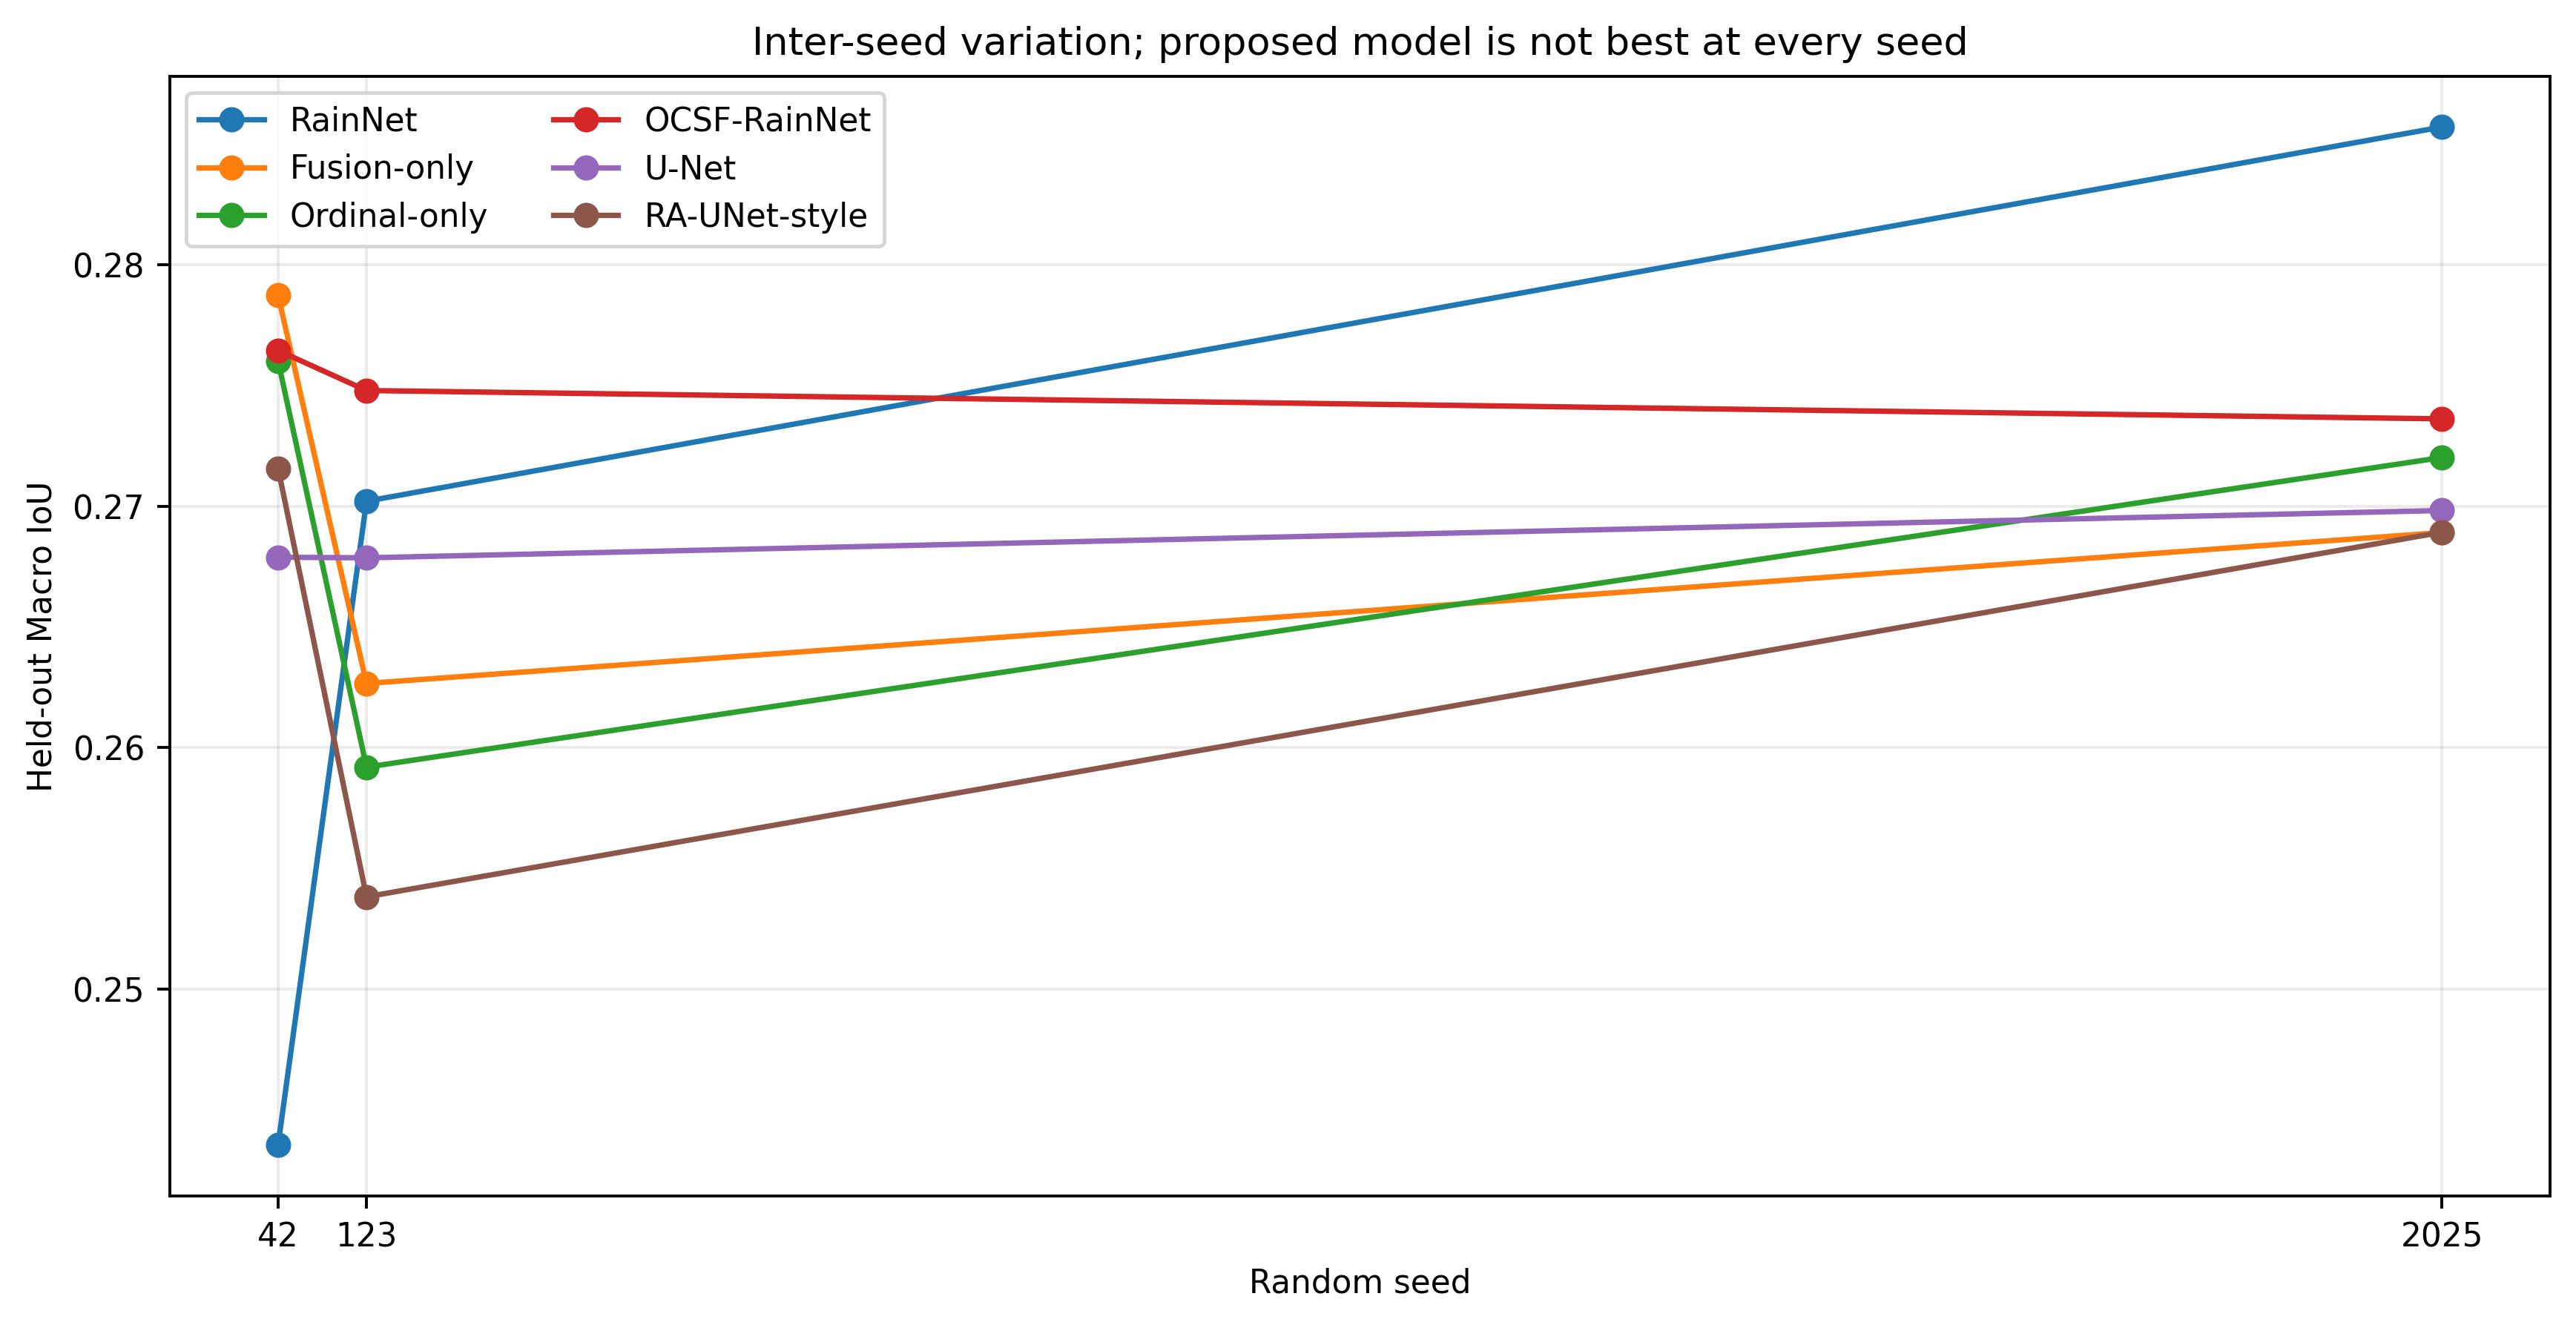 Inter-seed variation; proposed model is not best at every seed
RainNet
Fusion-only
Ordinal-only
OCSF-RainNet
U-Net
RA-UNet-style
Held-out Macro IoU
0.28
0.27
0.26
0.25
42
123
2025
Random seed